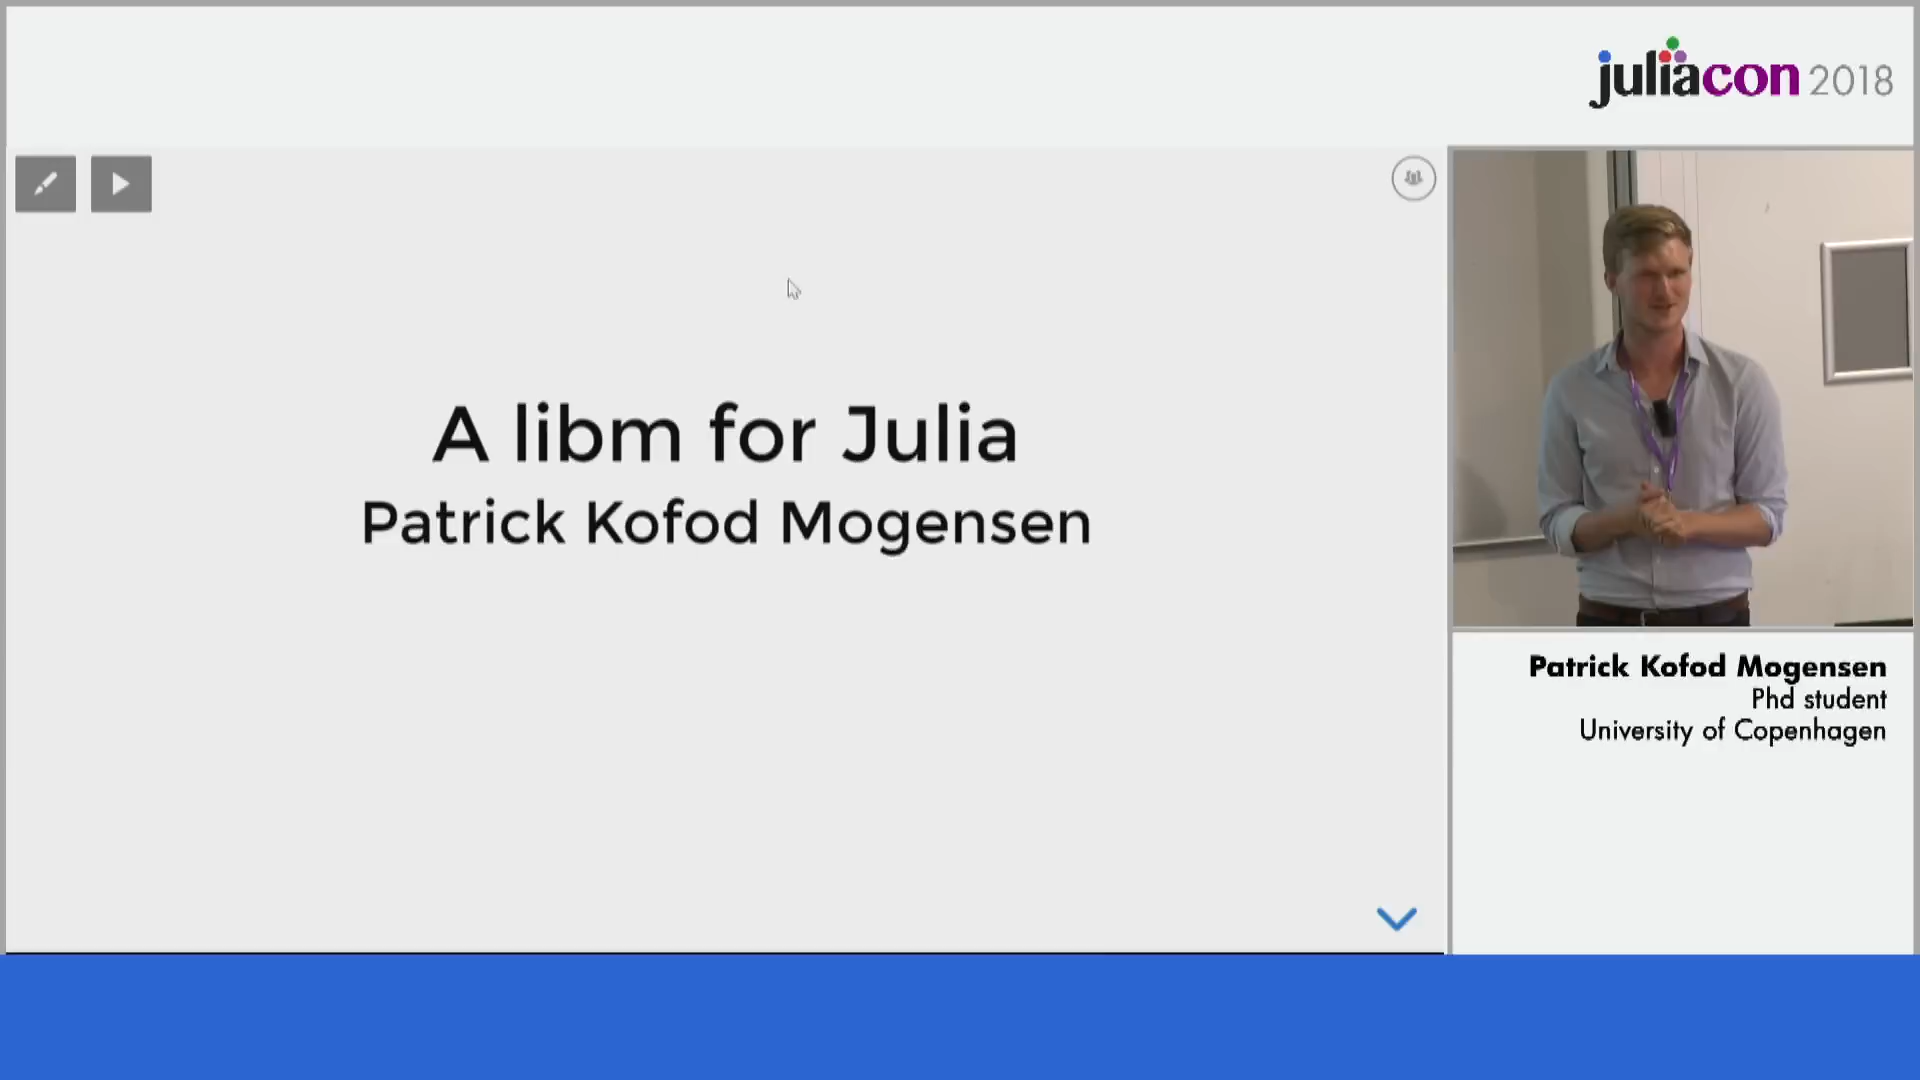 juliacon 2018
A libm for Julia
Patrick Kofod Mogensen
Patrick Kofod Mogensen
Phd student
University of Copenhagen